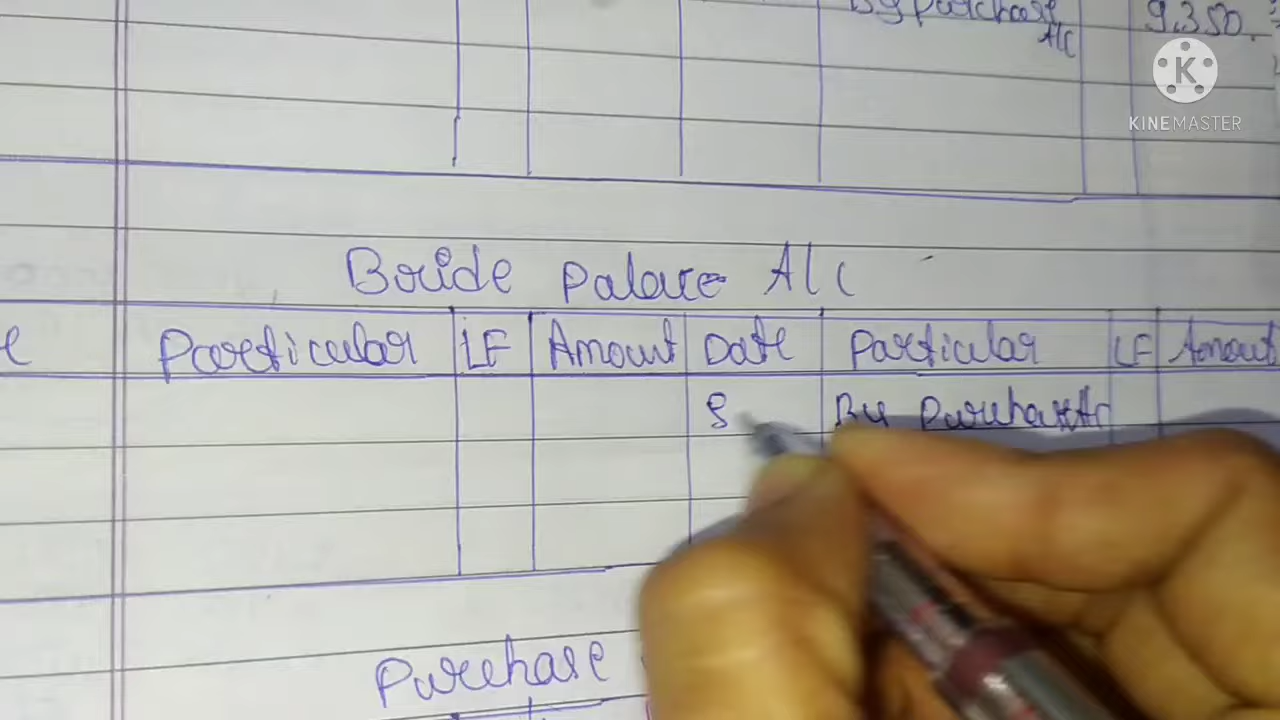 By purchase 9,350.
A/C
KINEMASTER
Bride Palace A/C
e Particular LF Amount Date Particular LF Amount
8 By Purchase A/c
Purchase